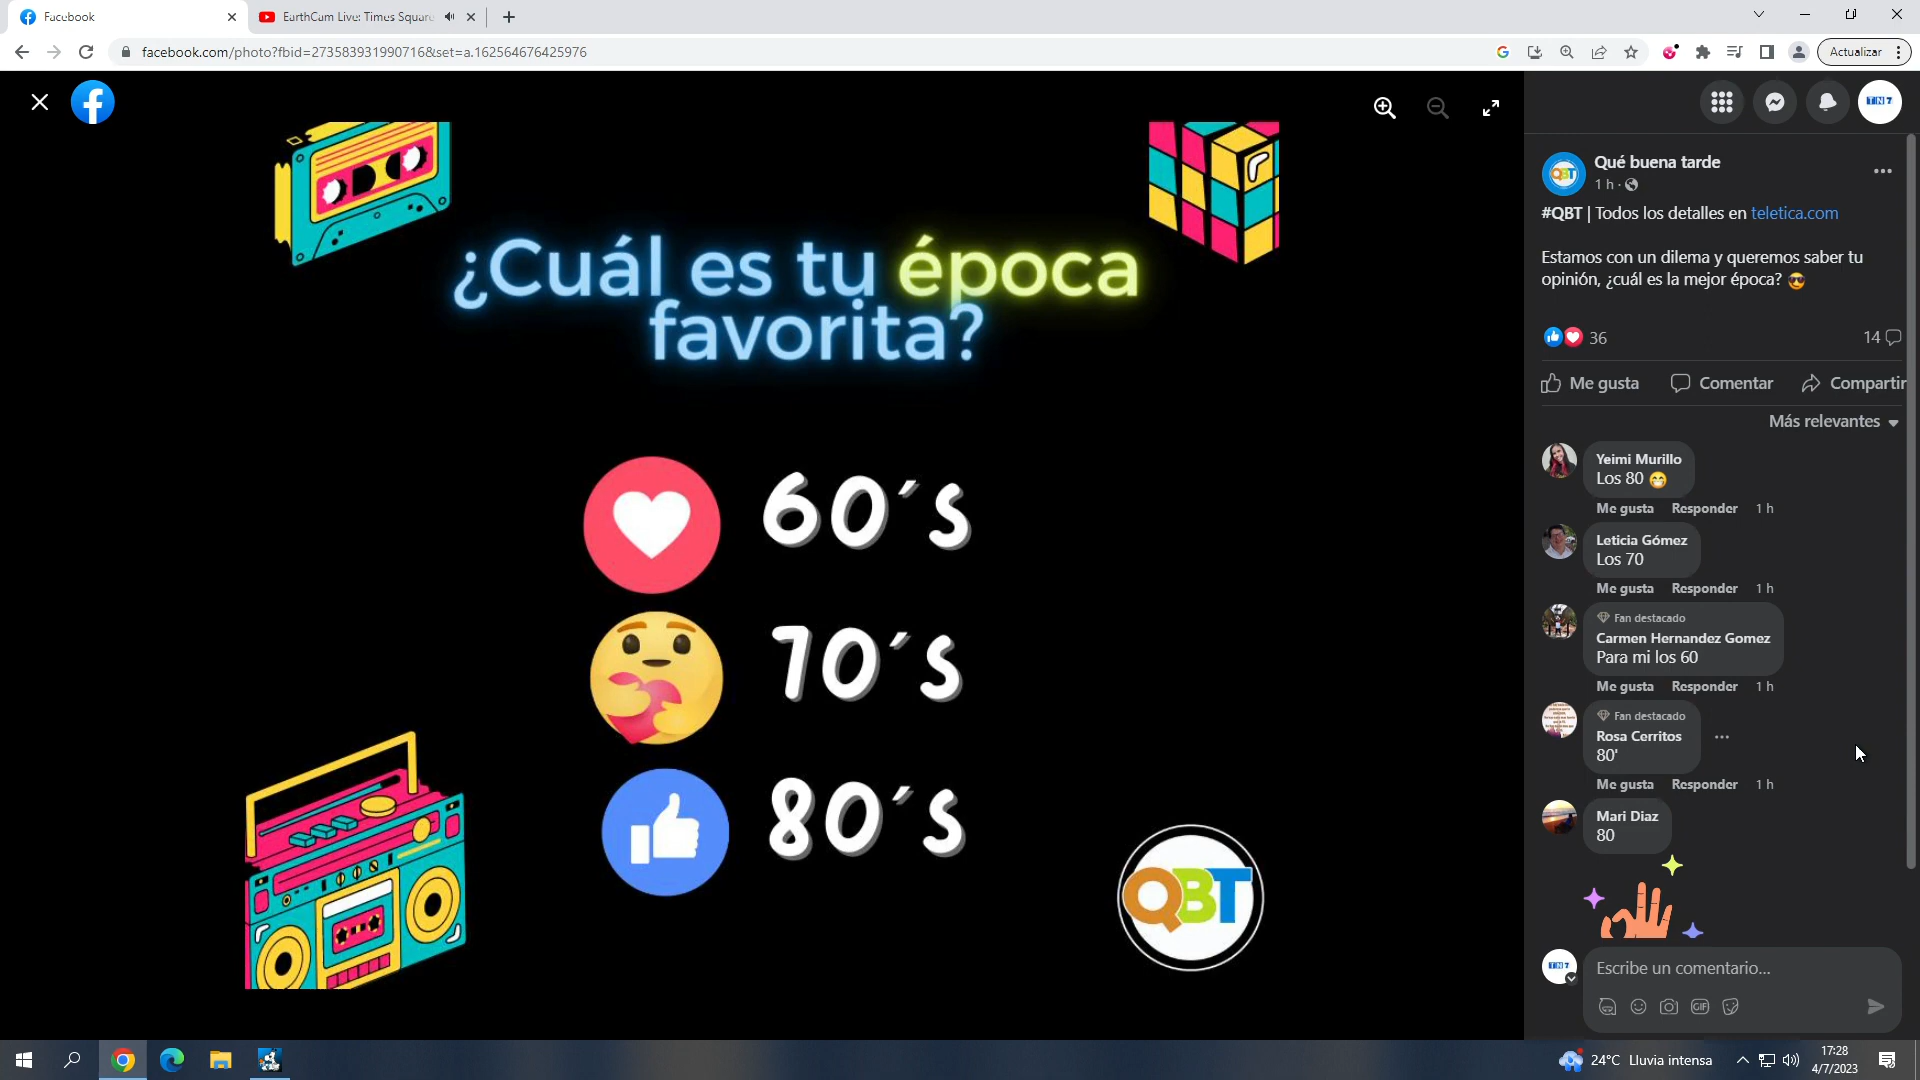 Facebook
EarthCam Live: Times Square
facebook.com/photo?fbid=273583931990716&set=a.162564676425976
Actualizar
¿Cuál es tu época
favorita?
60´S
70´S
80´S
QBT
TN7
QBT
Qué buena tarde
1 h ·
#QBT | Todos los detalles en teletica.com
Estamos con un dilema y queremos saber tu
opinión, ¿cuál es la mejor época? 😎
36
14
Me gusta Comentar Compartir
Más relevantes
Yeimi Murillo
Los 80 😁
Me gusta Responder 1 h
Leticia Gómez
Los 70
Me gusta Responder 1 h
Fan destacado
Carmen Hernandez Gomez
Para mi los 60
Me gusta Responder 1 h
Fan destacado
Rosa Cerritos
80'
Me gusta Responder 1 h
Mari Diaz
80
TN7
Escribe un comentario...
GIF
24°C Lluvia intensa
17:28
4/7/2023